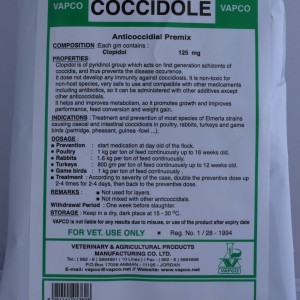 VAPCO COCCIDOLE VAPCO
Anticoccidial Premix
COMPOSITION : Each gm contains :
Clopidol 125 mg
PROPERTIES :
Clopidol is of pyridinol group which acts on first generation schizonts of
coccidia, and thus prevents the disease occurence.
It dose not develop any immunity against coccidiosis. It is non-toxic for
non-host species, very safe to use and compatible with other medicaments
including antibiotics, so it can be administered with other additives except
other anticoccidials.
It helps and improves metabolism, so it promotes growth and improves
performance, feed conversion and weight gain.
INDICATIONS : Treatment and prevention of most species of Eimeria strains
causing caecal and intestinal coccidiosis in poultry, rabbits, turkeys and game
birds (partridge, pheasant, guinea -fowl ...).
DOSAGE :
• Prevention : start medication at day old of the flock.
• Poultry : 1 kg per ton of feed continuously up to 16 weeks old.
• Rabbits : 1.6 kg per ton of feed continuously.
• Turkeys : 800 gm per ton of feed continuously up to 12 weeks old.
• Game birds : 1 kg per ton of feed continuously.
• Treatment : According to severity of the case, double the preventive dose up
2-4 times for 2-4 days, then back to the preventive dose.
REMARKS : • Not used for layers.
• Not mixed with other anticoccidials.
Withdrawal Period : One week before slaughter.
STORAGE : Keep in a dry, dark place at 15 - 30 °C.
VAPCO is not liable for any results due to misuse, or use of the product after expiry date
FOR VET. USE ONLY • Reg. No. 1 / 28 - 1994
VETERINARY & AGRICULTURAL PRODUCTS
MANUFACTURING CO. LTD.
P.O.Box 17058 AMMAN - 11195 - JORDAN
E-mail: vapco@vapco.net // Website: www.vapco.net
VAPCO